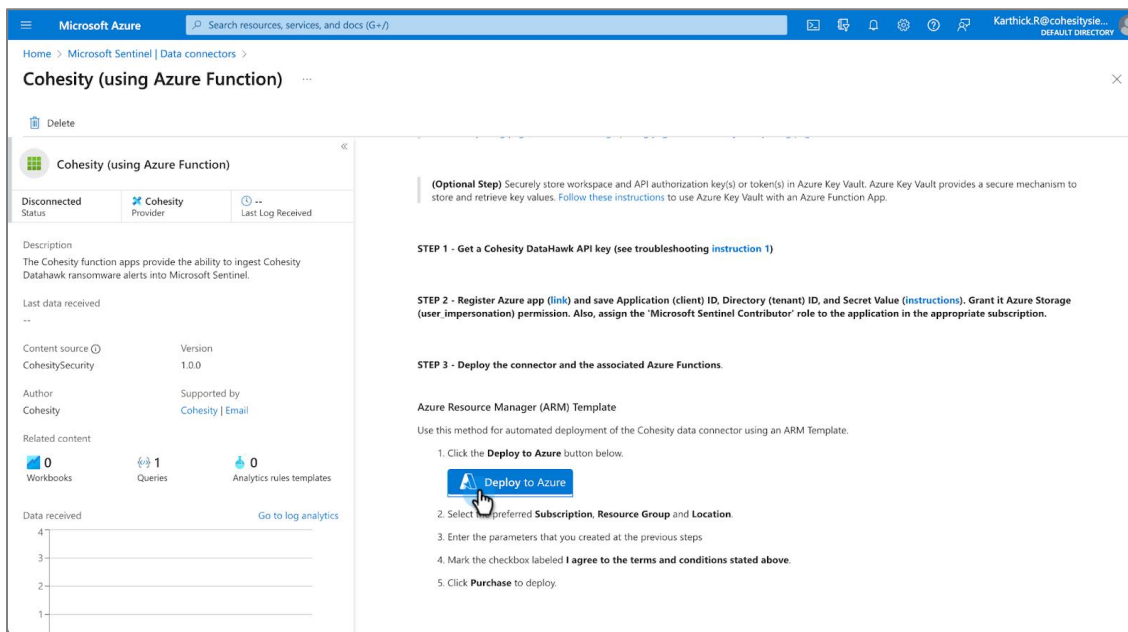 Microsoft Azure
Search resources, services, and docs (G+/)
Karthick.R@cohesitysie...
DEFAULT DIRECTORY
Home > Microsoft Sentinel | Data connectors >
Cohesity (using Azure Function) ...
Delete
Cohesity (using Azure Function)
Disconnected
Status
Cohesity
Provider
--
Last Log Received
Description
The Cohesity function apps provide the ability to ingest Cohesity
Datahawk ransomware alerts into Microsoft Sentinel.
Last data received
--
Content source
CohesitySecurity
Version
1.0.0
Author
Cohesity
Supported by
Cohesity | Email
Related content
0
Workbooks
1
Queries
0
Analytics rules templates
Data received
Go to log analytics
4
3
2
1
(Optional Step) Securely store workspace and API authorization key(s) or token(s) in Azure Key Vault. Azure Key Vault provides a secure mechanism to
store and retrieve key values. Follow these instructions to use Azure Key Vault with an Azure Function App.
STEP 1 - Get a Cohesity DataHawk API key (see troubleshooting instruction 1)
STEP 2 - Register Azure app (link) and save Application (client) ID, Directory (tenant) ID, and Secret Value (instructions). Grant it Azure Storage
(user_impersonation) permission. Also, assign the 'Microsoft Sentinel Contributor' role to the application in the appropriate subscription.
STEP 3 - Deploy the connector and the associated Azure Functions.
Azure Resource Manager (ARM) Template
Use this method for automated deployment of the Cohesity data connector using an ARM Template.
1. Click the Deploy to Azure button below.
Deploy to Azure
2. Select the preferred Subscription, Resource Group and Location.
3. Enter the parameters that you created at the previous steps
4. Mark the checkbox labeled I agree to the terms and conditions stated above.
5. Click Purchase to deploy.